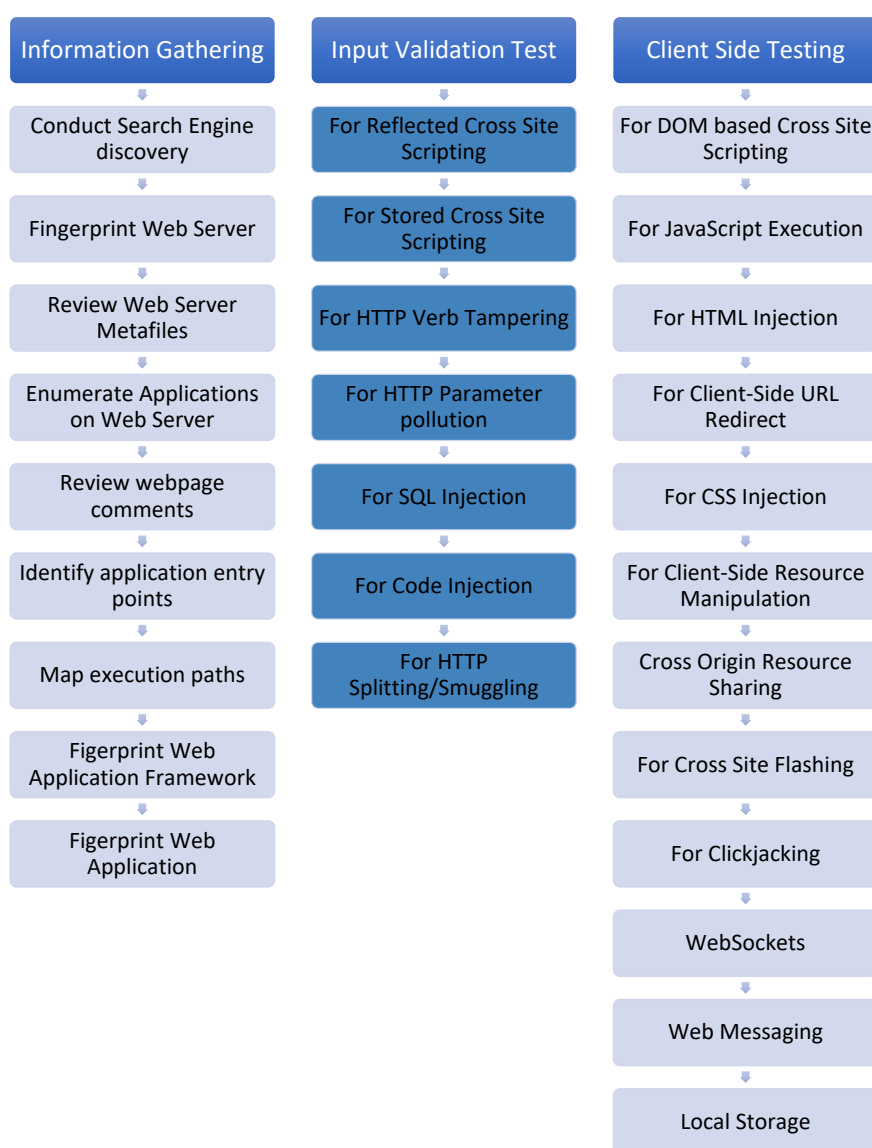 Information Gathering
Conduct Search Engine
discovery
Fingerprint Web Server
Review Web Server
Metafiles
Enumerate Applications
on Web Server
Review webpage
comments
Identify application entry
points
Map execution paths
Figerprint Web
Application Framework
Figerprint Web
Application
Input Validation Test
For Reflected Cross Site
Scripting
For Stored Cross Site
Scripting
For HTTP Verb Tampering
For HTTP Parameter
pollution
For SQL Injection
For Code Injection
For HTTP
Splitting/Smuggling
Client Side Testing
For DOM based Cross Site
Scripting
For JavaScript Execution
For HTML Injection
For Client-Side URL
Redirect
For CSS Injection
For Client-Side Resource
Manipulation
Cross Origin Resource
Sharing
For Cross Site Flashing
For Clickjacking
WebSockets
Web Messaging
Local Storage